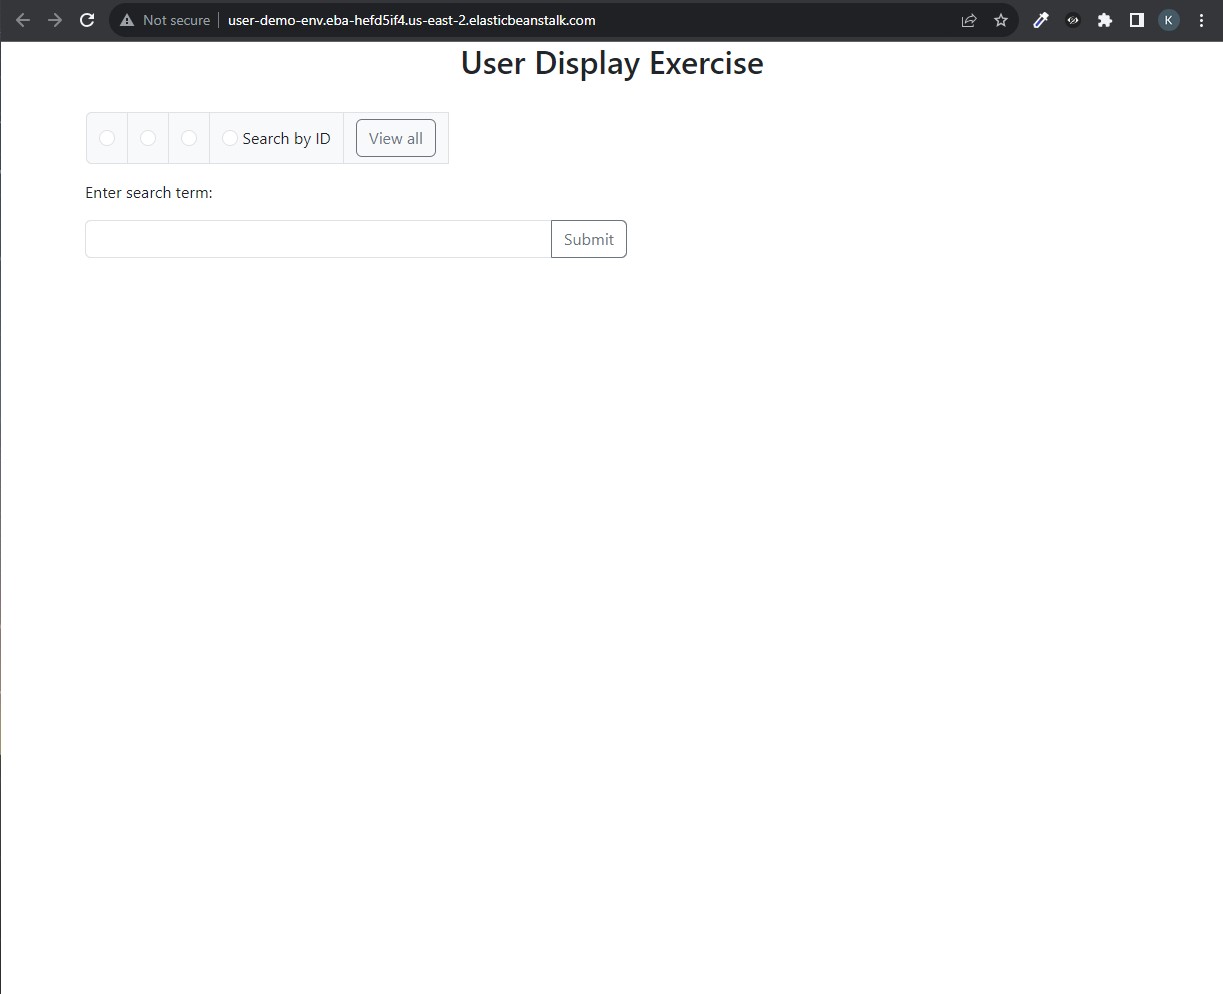 Not secure user-demo-env.eba-hefd5if4.us-east-2.elasticbeanstalk.com K
User Display Exercise
Search by ID View all
Enter search term:
Submit